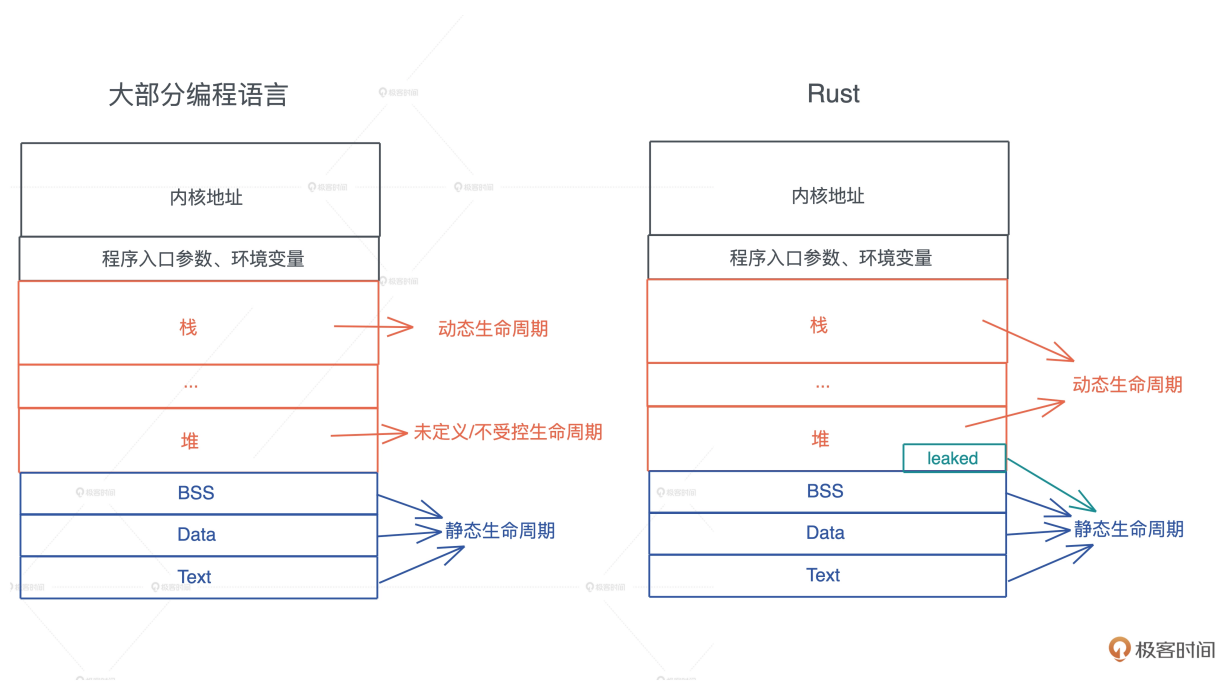 大部分编程语言
内核地址
程序入口参数、环境变量
栈
动态生命周期
...
堆
未定义/不受控生命周期
BSS
Data
静态生命周期
Text
Rust
内核地址
程序入口参数、环境变量
栈
...
动态生命周期
堆
leaked
BSS
Data
静态生命周期
Text
极客时间